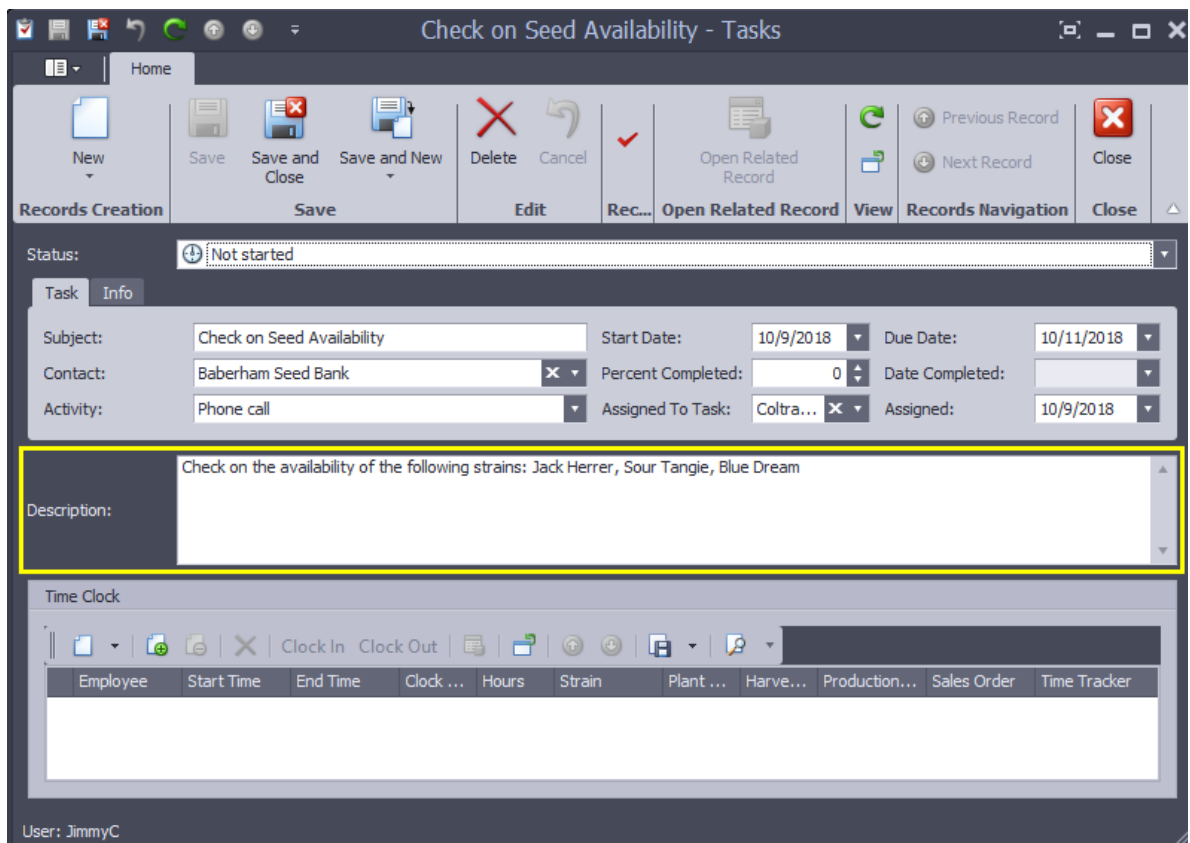 Check on Seed Availability - Tasks
Home
New
Save
Save and Close
Save and New
Delete
Cancel
Open Related Record
Previous Record
Next Record
Close
Records Creation
Save
Edit
Rec...
Open Related Record
View
Records Navigation
Close
Status:
Not started
Task
Info
Subject:
Check on Seed Availability
Start Date:
10/9/2018
Due Date:
10/11/2018
Contact:
Baberham Seed Bank
Percent Completed:
0
Date Completed:
Activity:
Phone call
Assigned To Task:
Coltra...
Assigned:
10/9/2018
Description:
Check on the availability of the following strains: Jack Herrer, Sour Tangie, Blue Dream
Time Clock
Clock In
Clock Out
Employee
Start Time
End Time
Clock ...
Hours
Strain
Plant ...
Harve...
Production...
Sales Order
Time Tracker
User: JimmyC